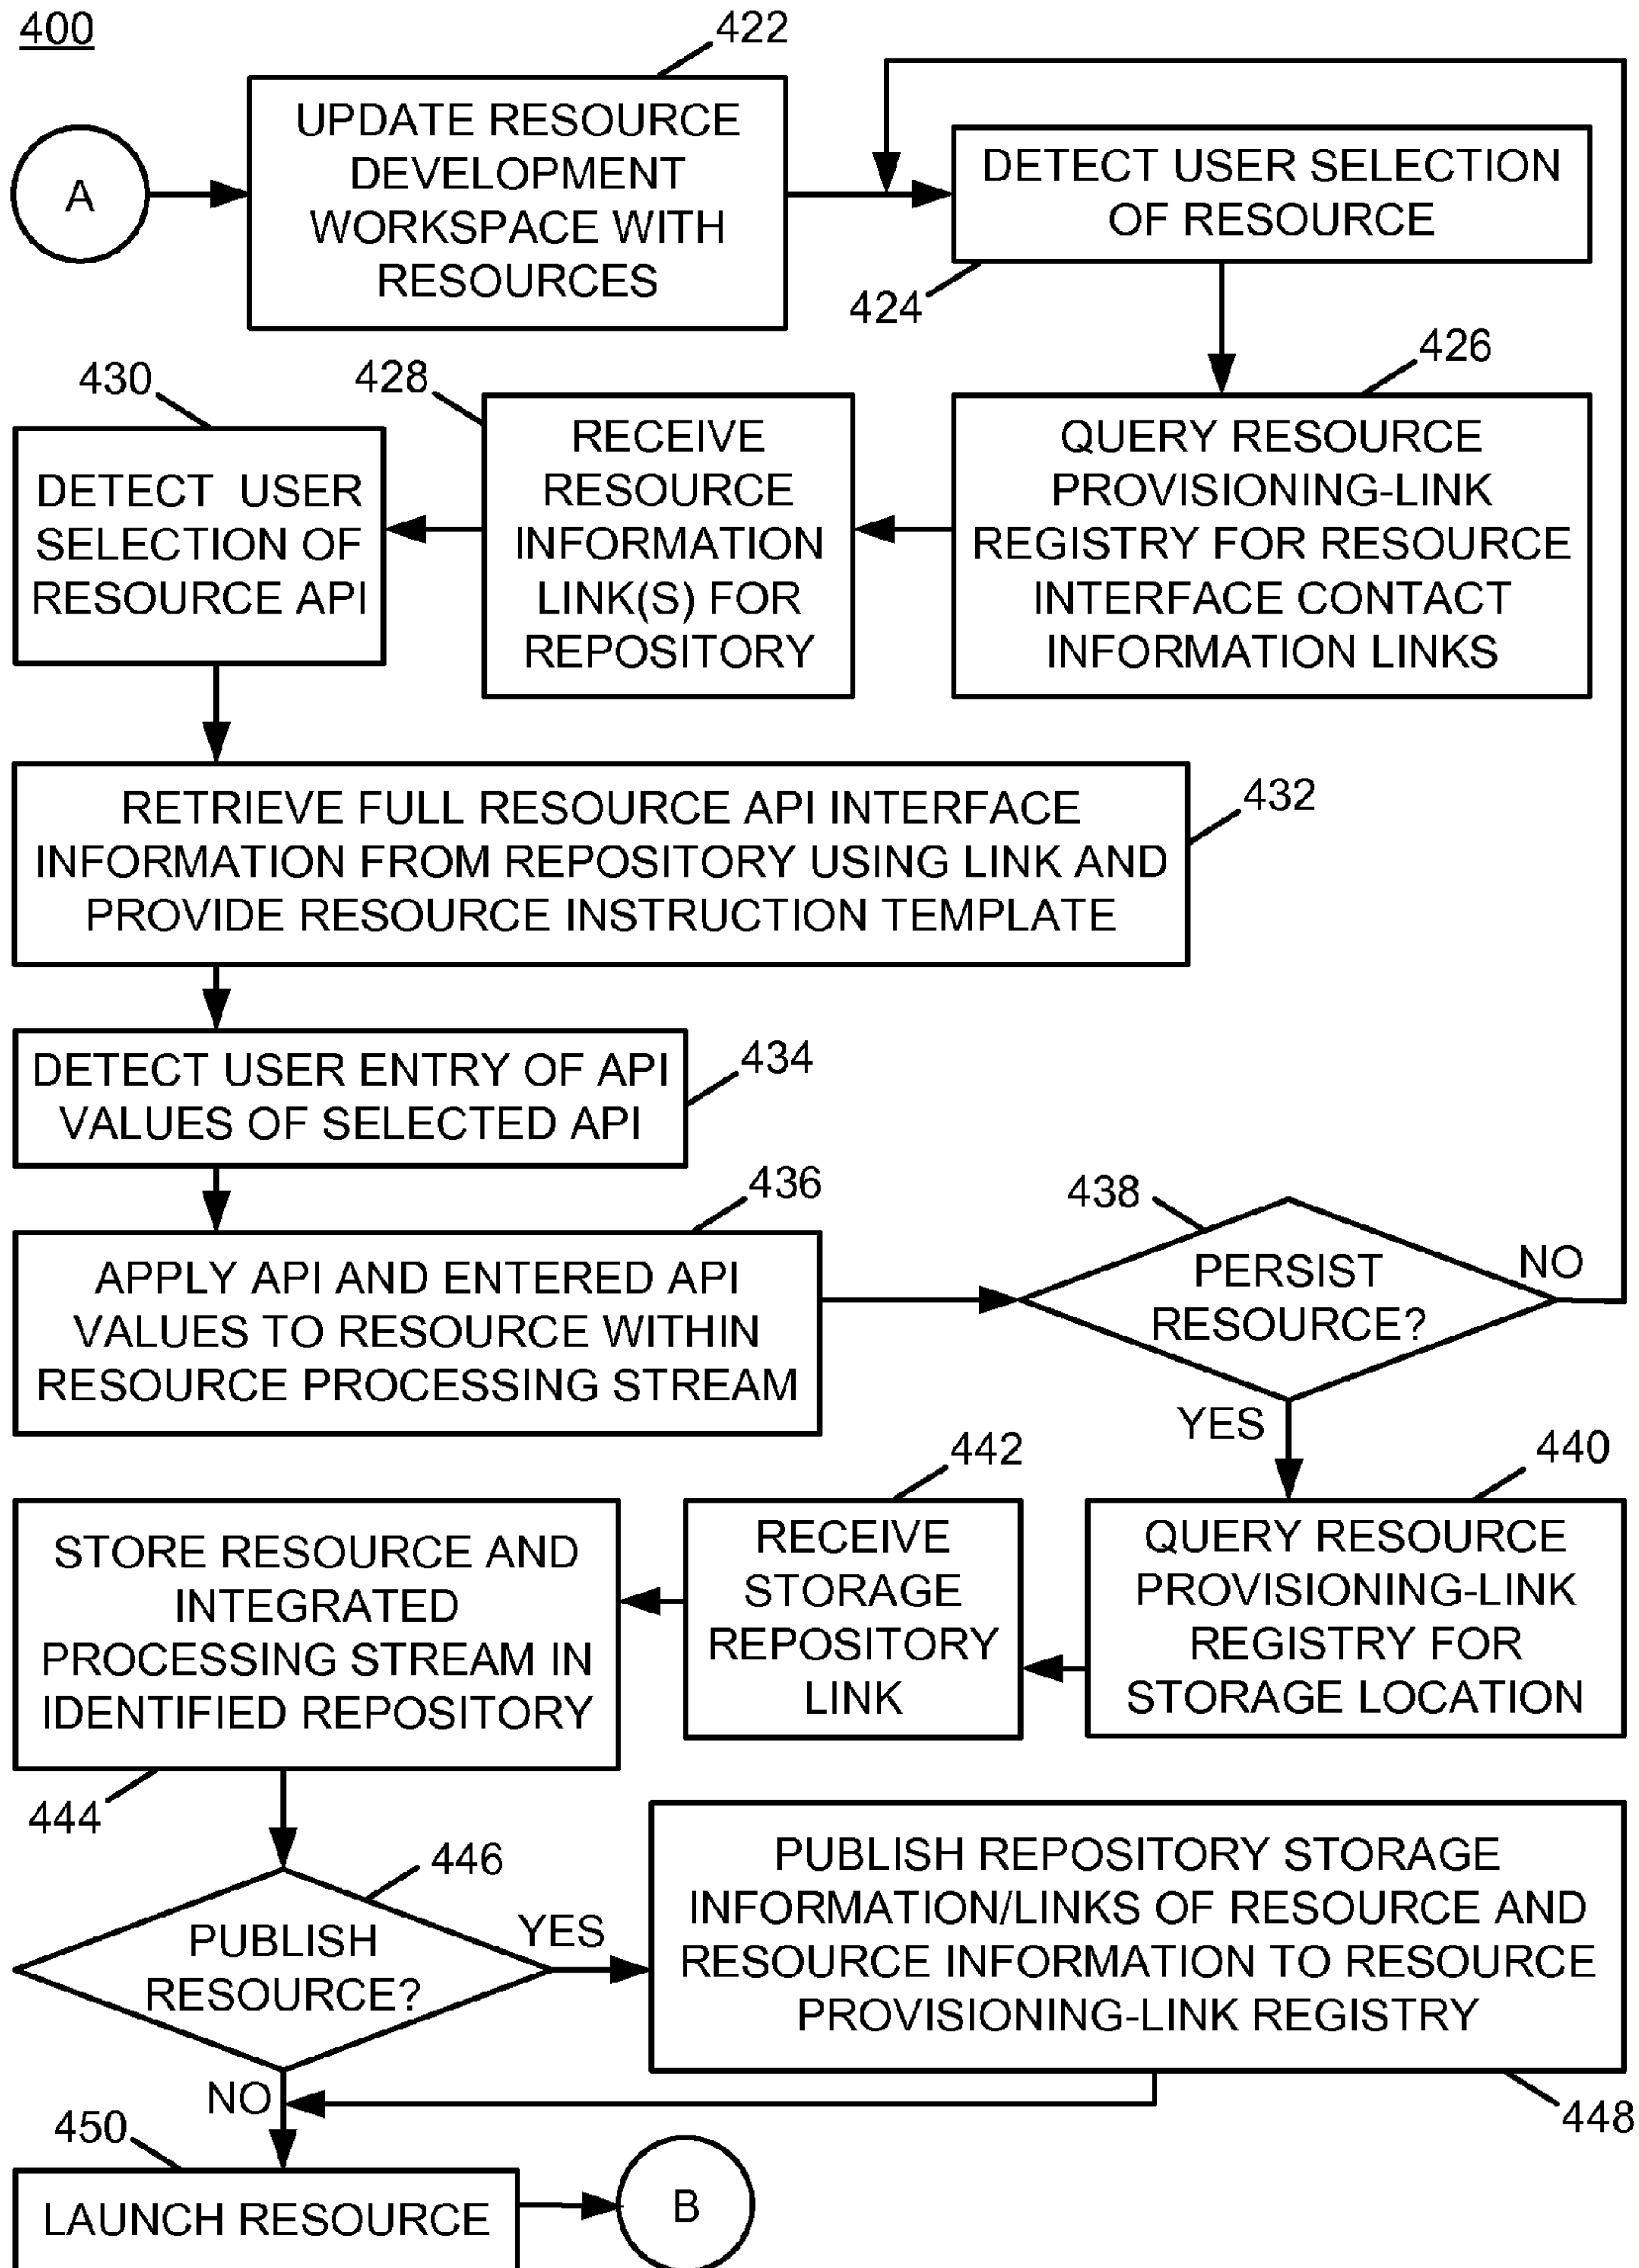 400
422
A
UPDATE RESOURCE
DEVELOPMENT
WORKSPACE WITH
RESOURCES
DETECT USER SELECTION
OF RESOURCE
424
426
QUERY RESOURCE
PROVISIONING-LINK
REGISTRY FOR RESOURCE
INTERFACE CONTACT
INFORMATION LINKS
428
RECEIVE
RESOURCE
INFORMATION
LINK(S) FOR
REPOSITORY
430
DETECT USER
SELECTION OF
RESOURCE API
432
RETRIEVE FULL RESOURCE API INTERFACE
INFORMATION FROM REPOSITORY USING LINK AND
PROVIDE RESOURCE INSTRUCTION TEMPLATE
434
DETECT USER ENTRY OF API
VALUES OF SELECTED API
436
APPLY API AND ENTERED API
VALUES TO RESOURCE WITHIN
RESOURCE PROCESSING STREAM
438
PERSIST
RESOURCE?
NO
YES
440
QUERY RESOURCE
PROVISIONING-LINK
REGISTRY FOR
STORAGE LOCATION
442
RECEIVE
STORAGE
REPOSITORY
LINK
STORE RESOURCE AND
INTEGRATED
PROCESSING STREAM IN
IDENTIFIED REPOSITORY
444
446
PUBLISH
RESOURCE?
YES
PUBLISH REPOSITORY STORAGE
INFORMATION/LINKS OF RESOURCE AND
RESOURCE INFORMATION TO RESOURCE
PROVISIONING-LINK REGISTRY
448
NO
450
LAUNCH RESOURCE
B